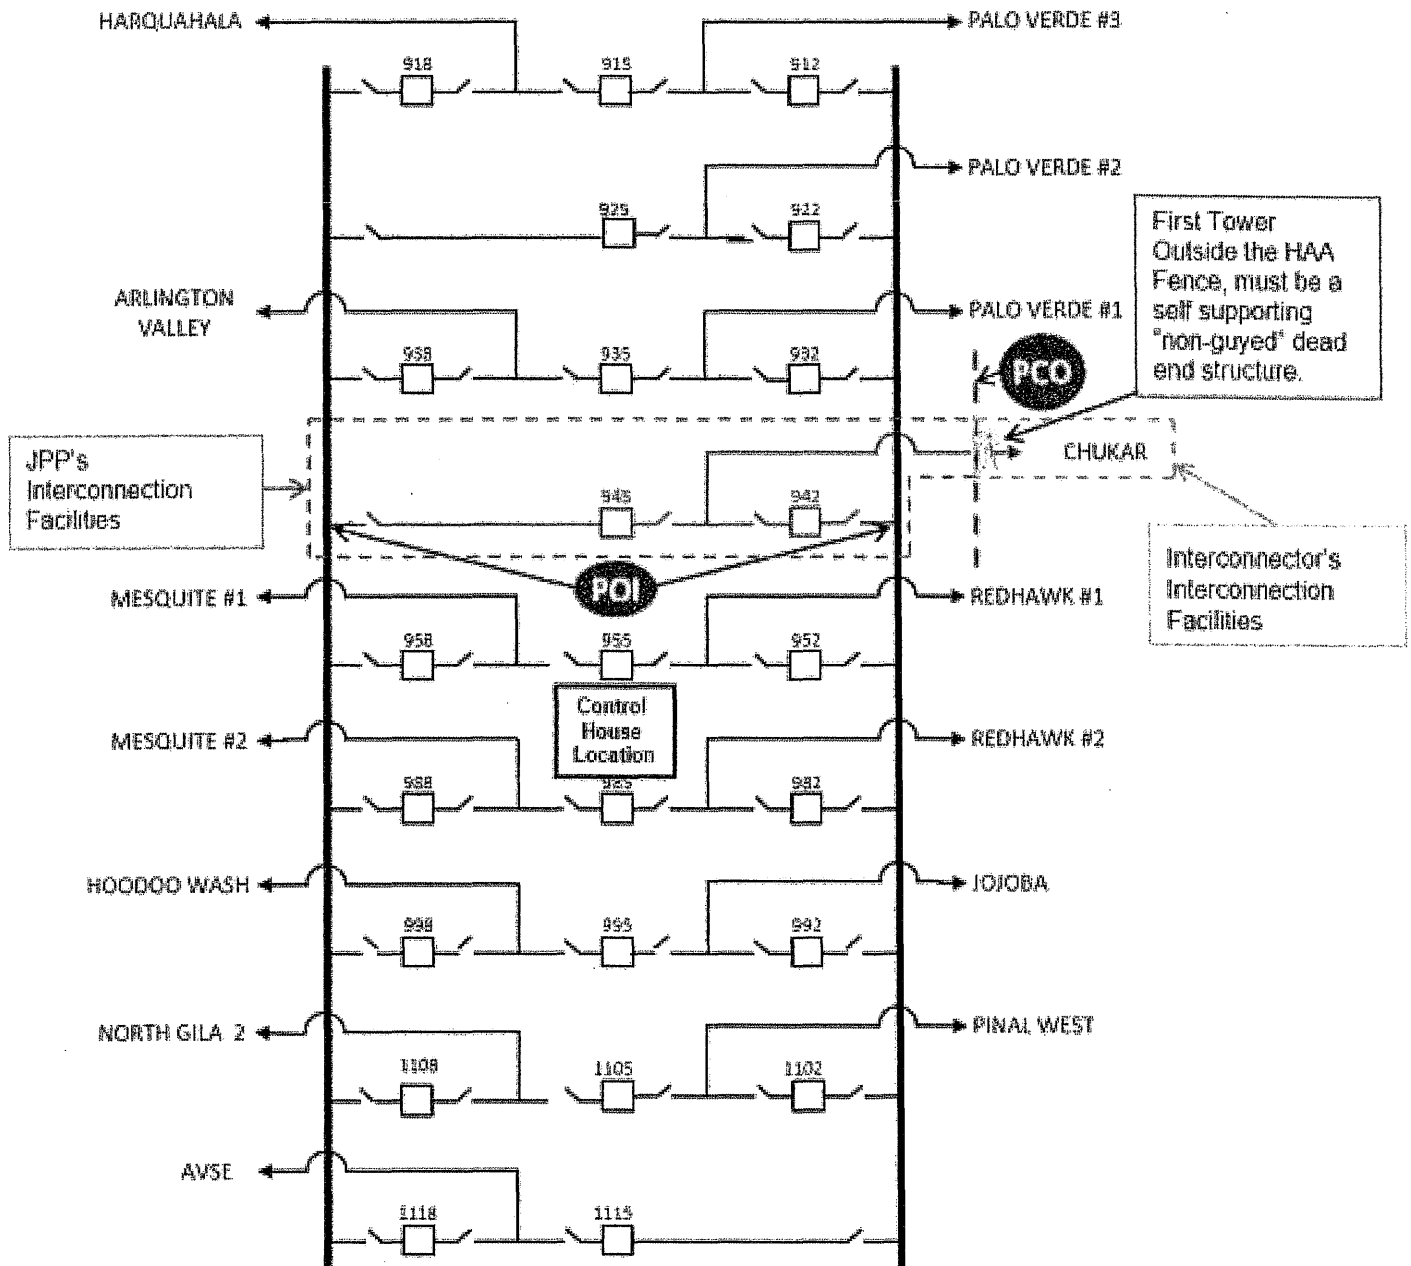 HARQUAHALA
PALO VERDE #3
918
915
912
PALO VERDE #2
925
922
First Tower
Outside the HAA
Fence, must be a
self supporting
"non-guyed" dead
end structure.
ARLINGTON
VALLEY
PALO VERDE #1
938
935
932
PCO
JPP's
Interconnection
Facilities
CHUKAR
945
942
Interconnector's
Interconnection
Facilities
POI
MESQUITE #1
REDHAWK #1
958
955
952
Control
House
Location
MESQUITE #2
REDHAWK #2
988
985
982
HOODOO WASH
JOJOBA
998
995
992
NORTH GILA 2
PINAL WEST
1108
1105
1102
AVSE
1118
1115